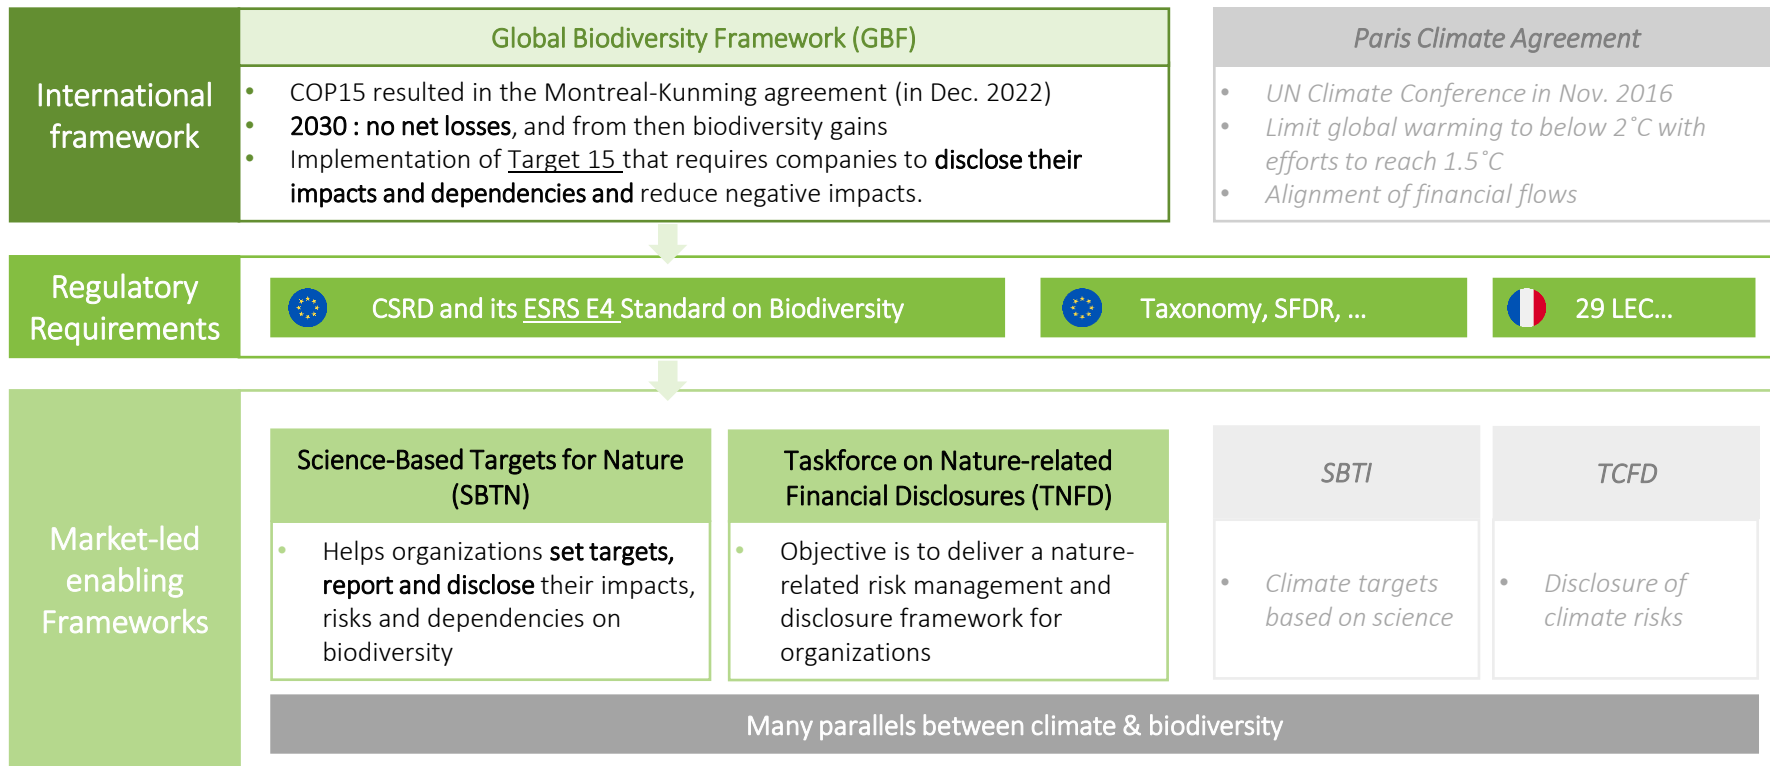 International
framework
Global Biodiversity Framework (GBF)
• COP15 resulted in the Montreal-Kunming agreement (in Dec. 2022)
• 2030 : no net losses, and from then biodiversity gains
• Implementation of Target 15 that requires companies to disclose their
impacts and dependencies and reduce negative impacts.
Paris Climate Agreement
• UN Climate Conference in Nov. 2016
• Limit global warming to below 2˚C with
efforts to reach 1.5˚C
• Alignment of financial flows
Regulatory
Requirements
CSRD and its ESRS E4 Standard on Biodiversity
Taxonomy, SFDR, ...
29 LEC...
Market-led
enabling
Frameworks
Science-Based Targets for Nature
(SBTN)
• Helps organizations set targets,
report and disclose their impacts,
risks and dependencies on
biodiversity
Taskforce on Nature-related
Financial Disclosures (TNFD)
• Objective is to deliver a nature-
related risk management and
disclosure framework for
organizations
SBTI
• Climate targets
based on science
TCFD
• Disclosure of
climate risks
Many parallels between climate & biodiversity